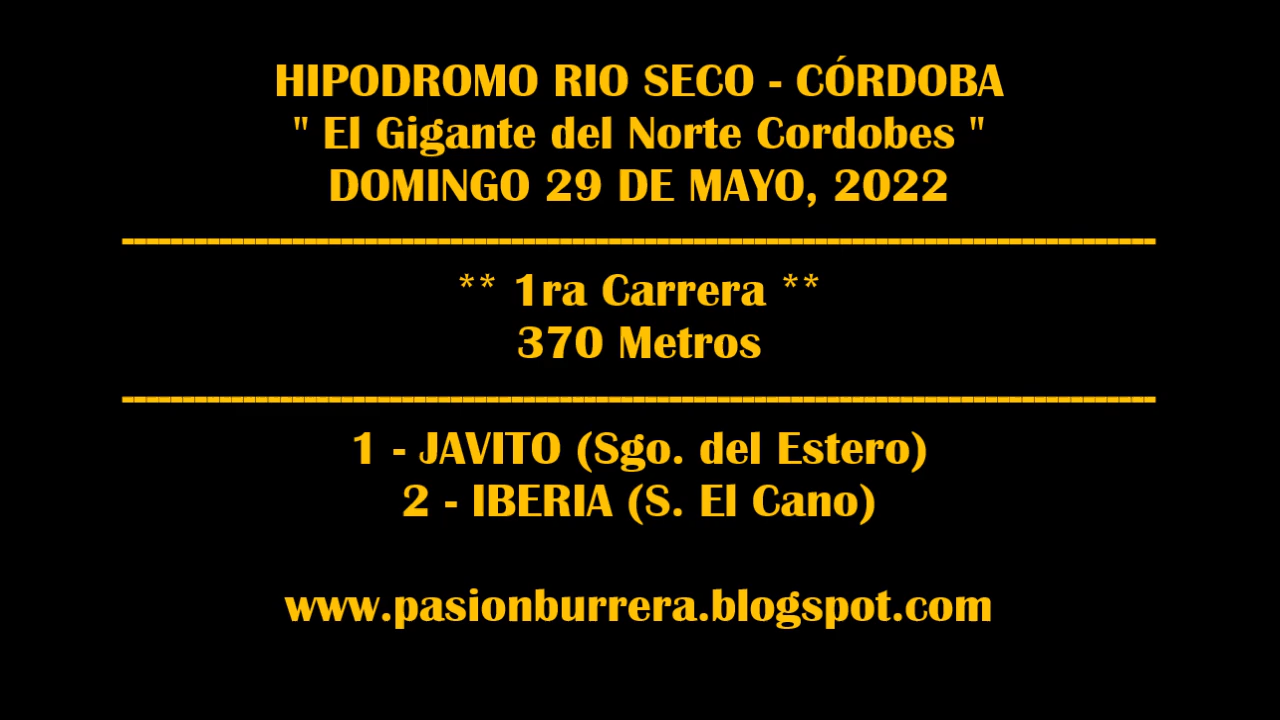 HIPODROMO RIO SECO - CÓRDOBA
" El Gigante del Norte Cordobes "
DOMINGO 29 DE MAYO, 2022
** 1ra Carrera **
370 Metros
1 - JAVITO (Sgo. del Estero)
2 - IBERIA (S. El Cano)
www.pasionburrera.blogspot.com